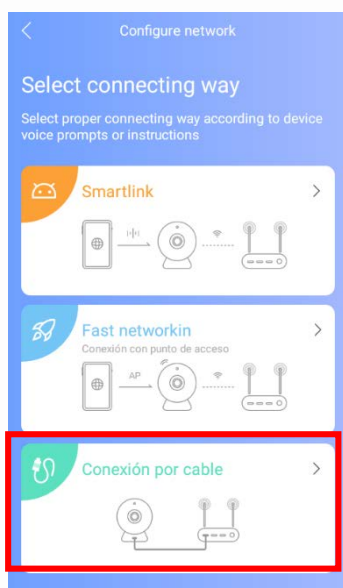 Configure network
Select connecting way
Select proper connecting way according to device
voice prompts or instructions
Smartlink
Fast networkin
Conexión con punto de acceso
AP
Conexión por cable